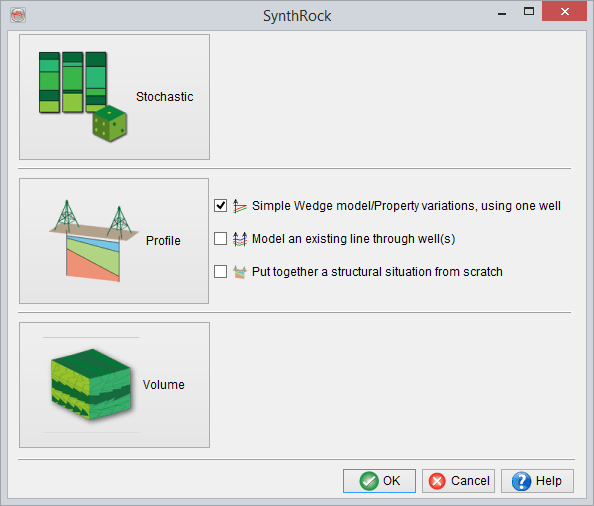 SynthRock
Stochastic
Profile
Simple Wedge model/Property variations, using one well
Model an existing line through well(s)
Put together a structural situation from scratch
Volume
OK
Cancel
Help